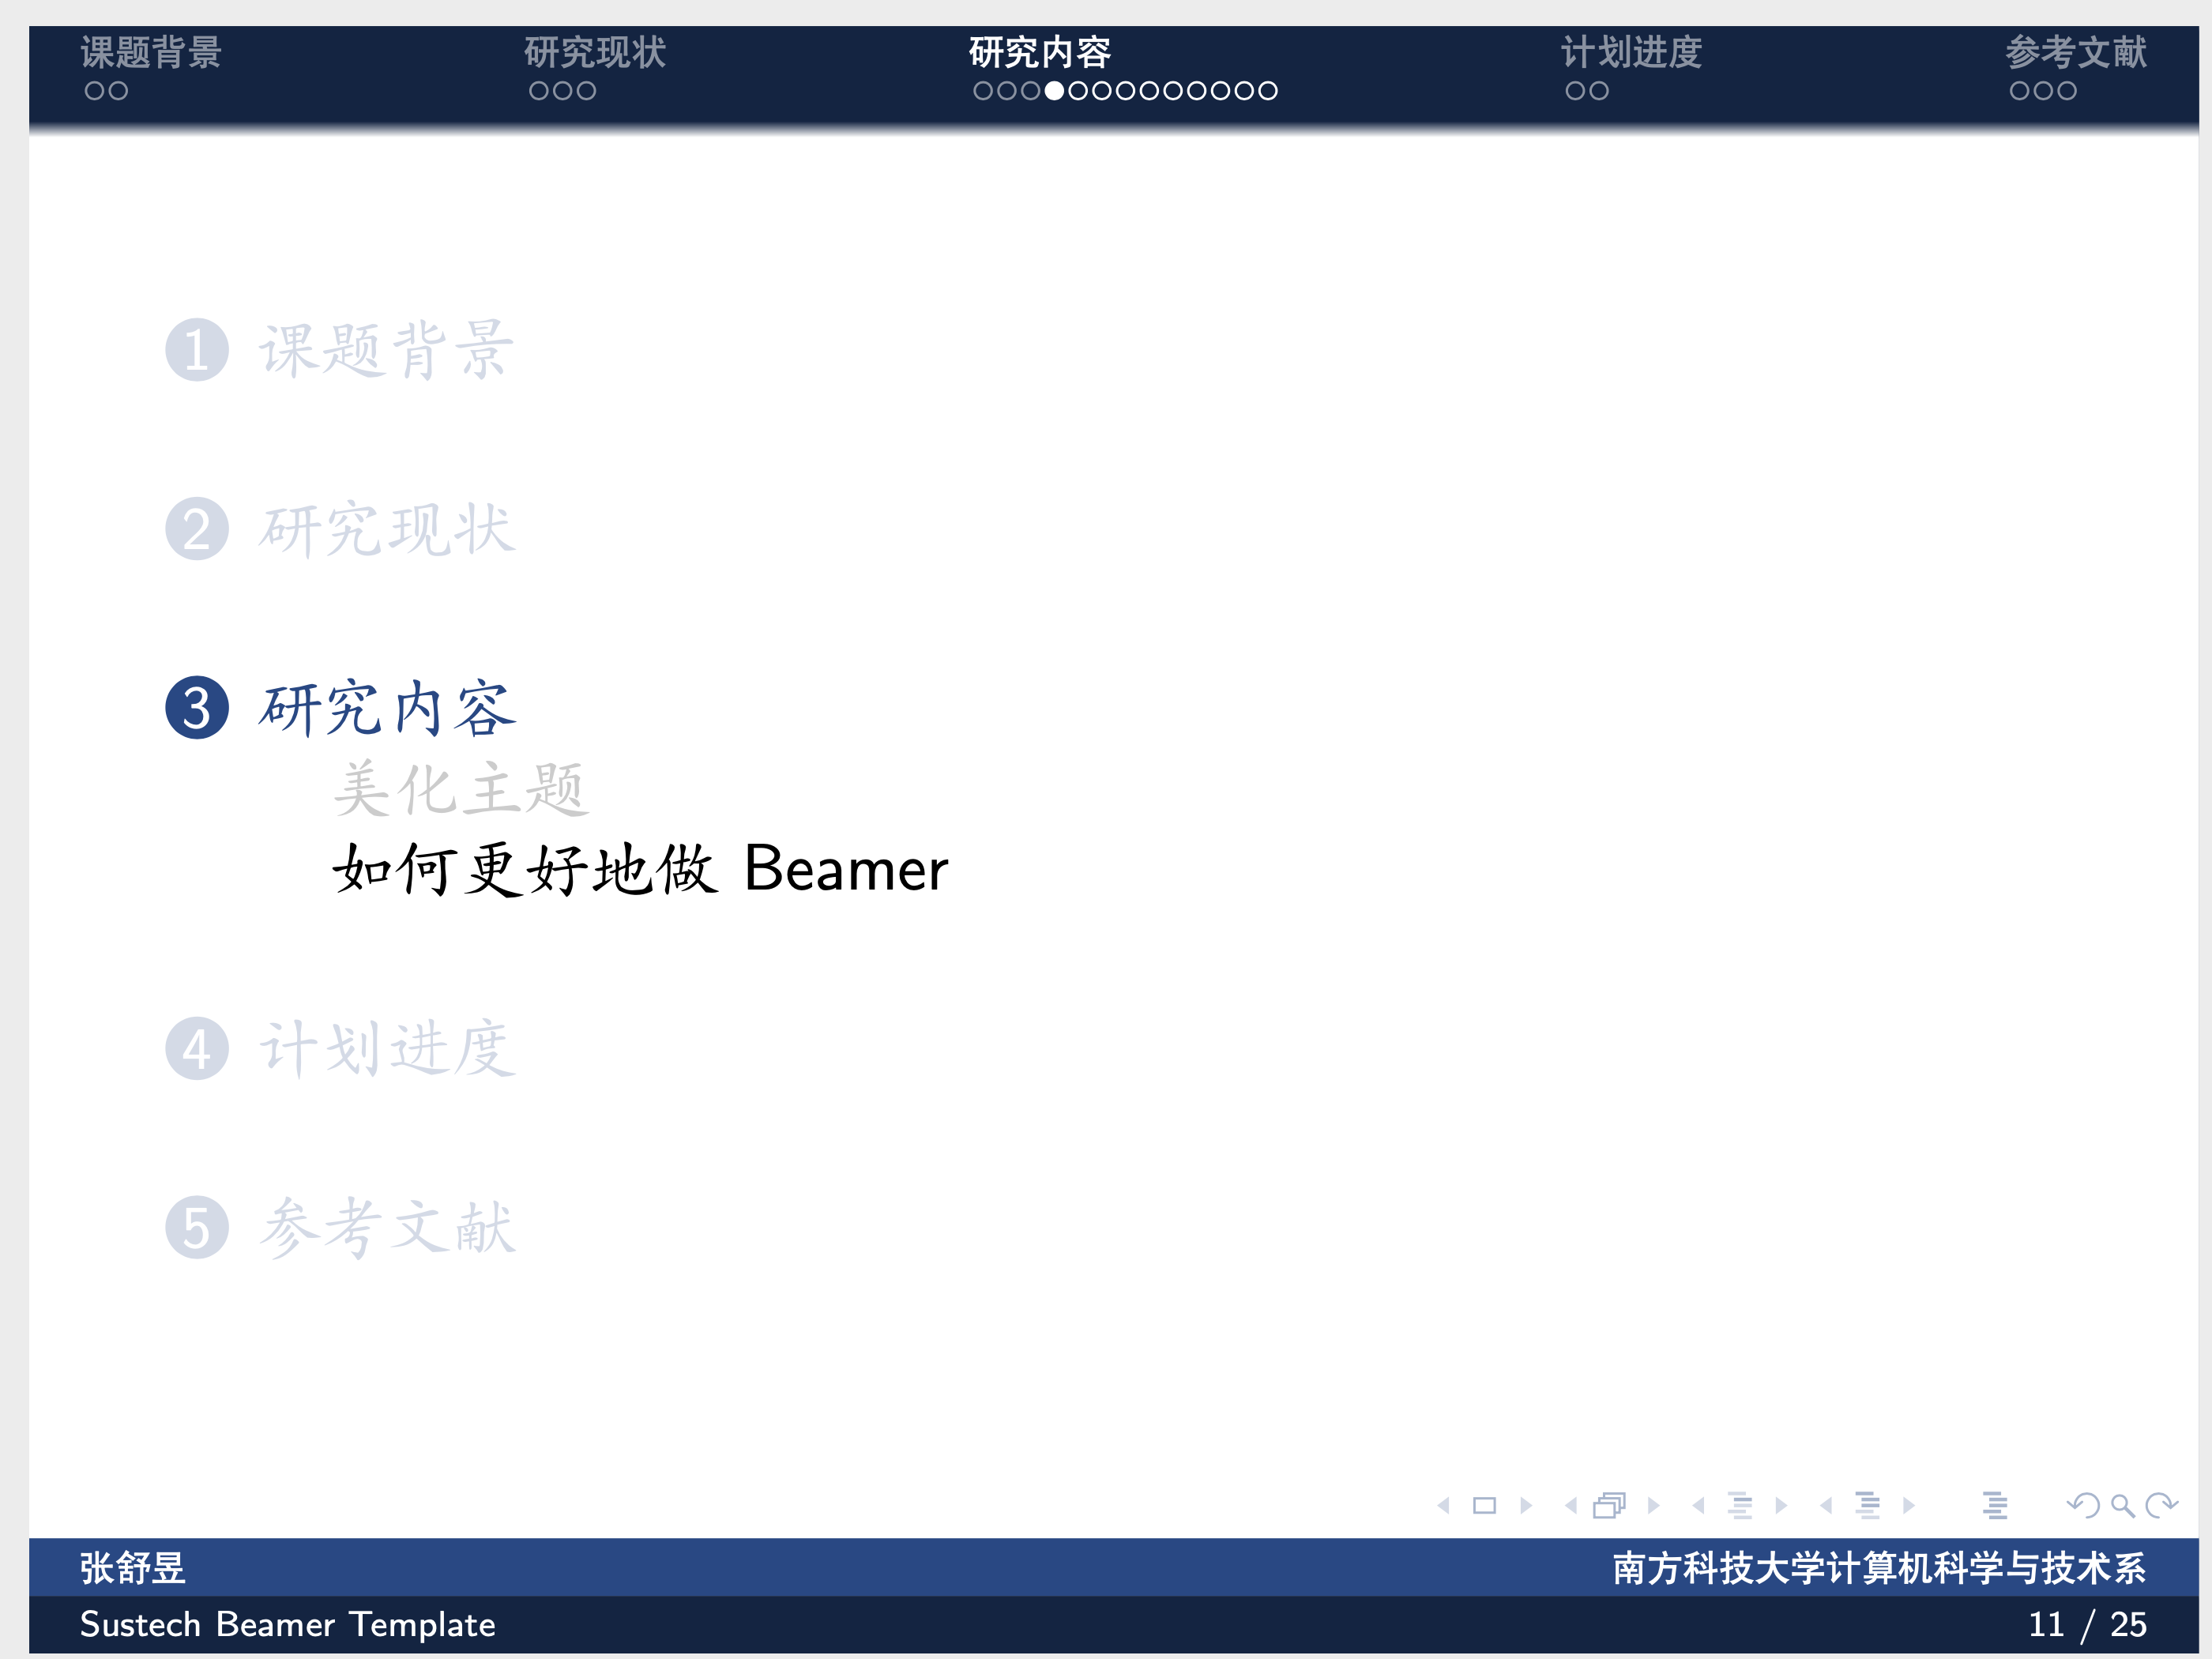 课题背景 研究现状 研究内容 计划进度 参考文献
1 课题背景
2 研究现状
3 研究内容
美化主题
如何更好地做 Beamer
4 计划进度
5 参考文献
张舒昱 南方科技大学计算机科学与技术系
Sustech Beamer Template 11 / 25